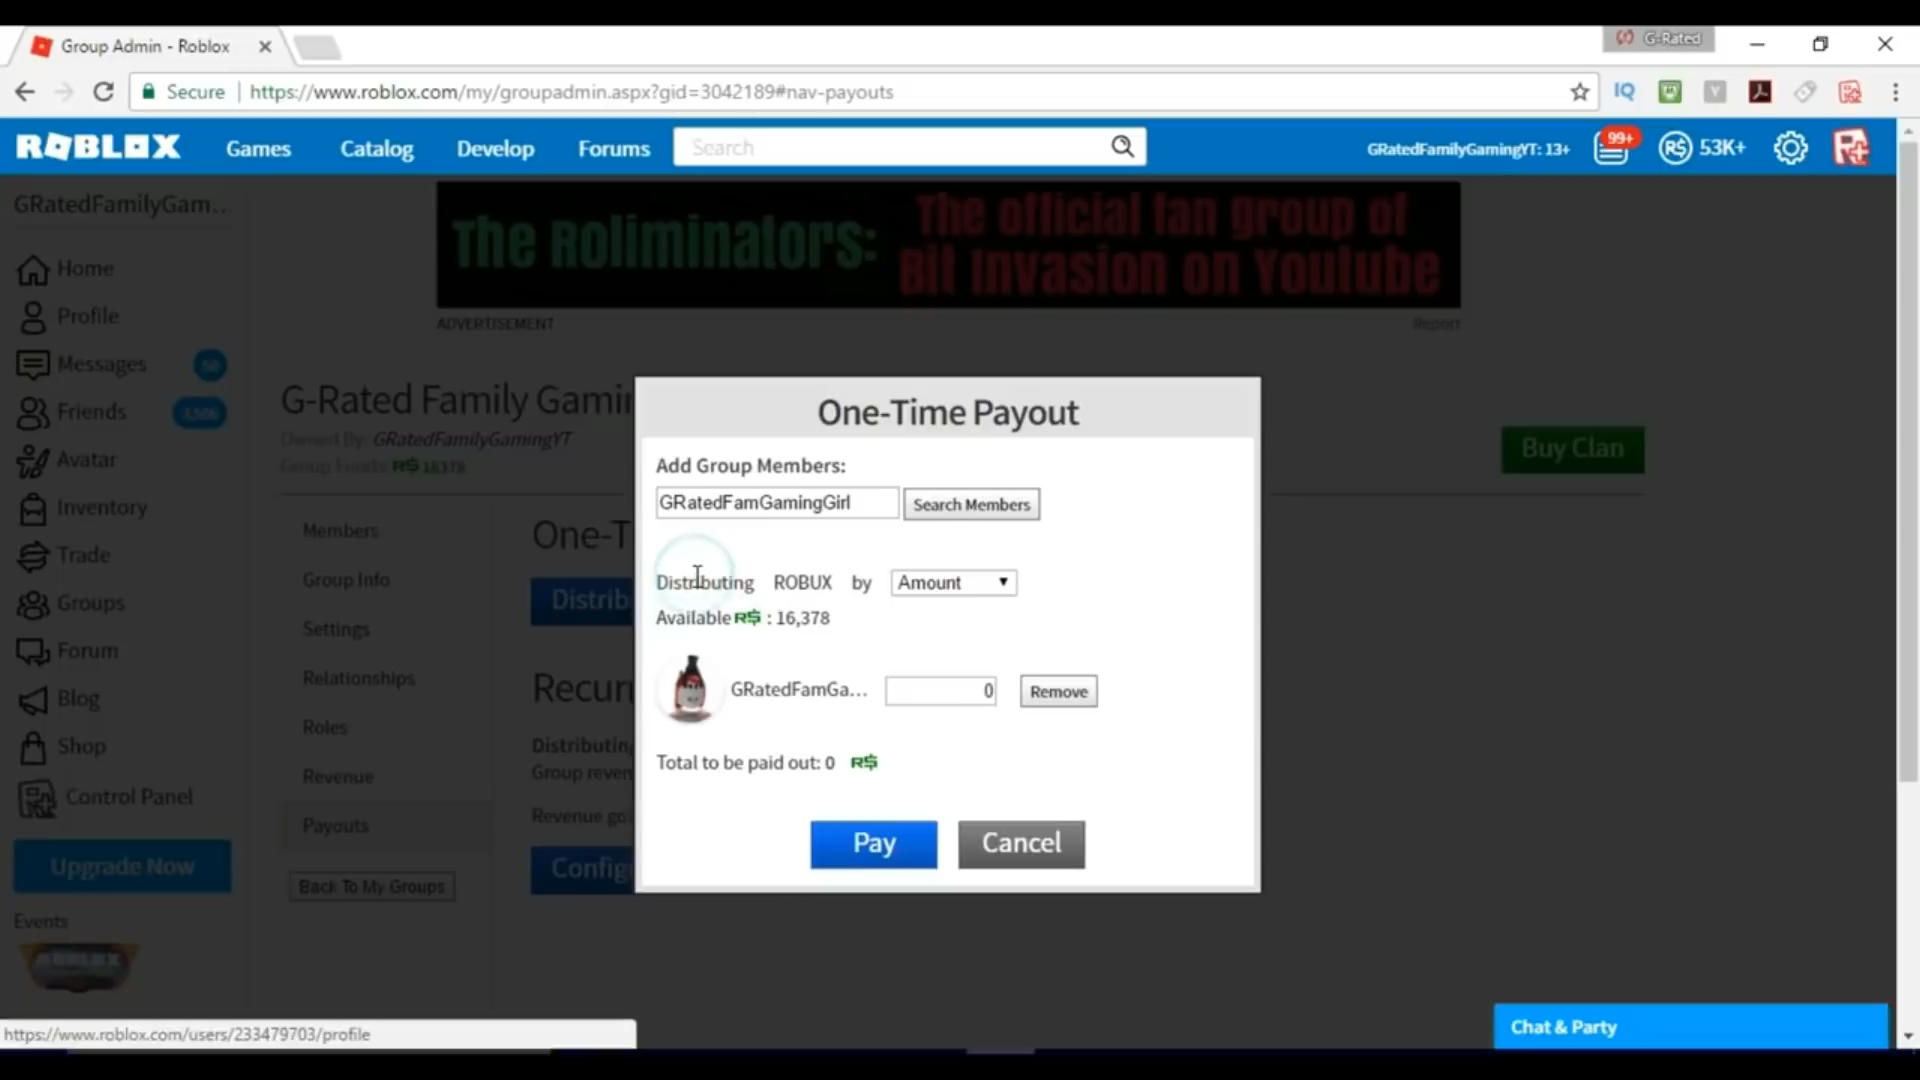 Group Admin - Roblox
G-Rated
Secure | https://www.roblox.com/my/groupadmin.aspx?gid=3042189#nav-payouts
IQ
Y
ROBLOX
Games
Catalog
Develop
Forums
Search
GRatedFamilyGamingYT: 13+
99+
R$ 53K+
GRatedFamilyGam...
The Roliminators:
The official fan group of
Bit Invasion on Youtube
ADVERTISEMENT
Report
Home
Profile
Messages
50
Friends
Avatar
Inventory
Trade
Groups
Forum
Blog
Shop
Control Panel
Upgrade Now
Events
G-Rated Family Gamin
Owned By: GRatedFamilyGamingYT
Group Funds: R$ 16378
Buy Clan
Members
Group Info
Settings
Relationships
Roles
Revenue
Payouts
Back To My Groups
One-T
Distrib
Recur
Distributing
Group reven
Revenue go
Config
One-Time Payout
Add Group Members:
GRatedFamGamingGirl
Search Members
Distributing ROBUX by Amount
Available R$ : 16,378
GRatedFamGa...
0
Remove
Total to be paid out: 0 R$
Pay
Cancel
https://www.roblox.com/users/233479703/profile
Chat & Party